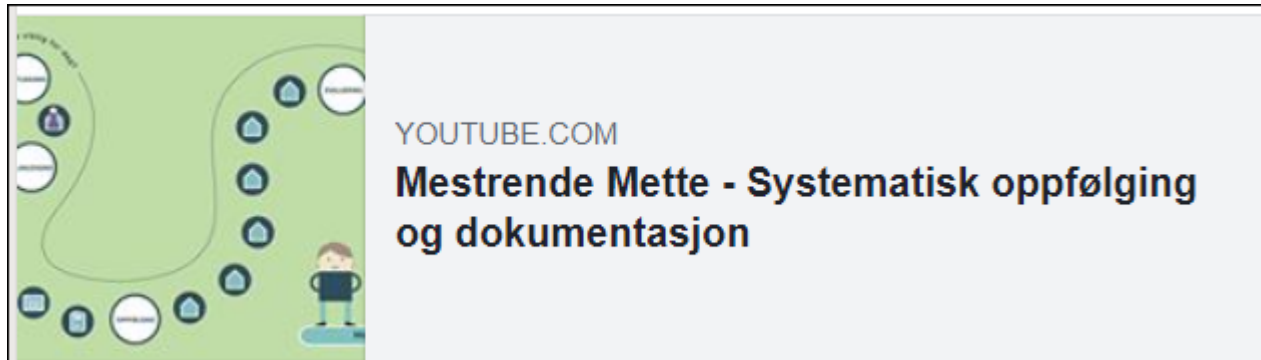 YOUTUBE.COM
Mestrende Mette - Systematisk oppfølging
og dokumentasjon